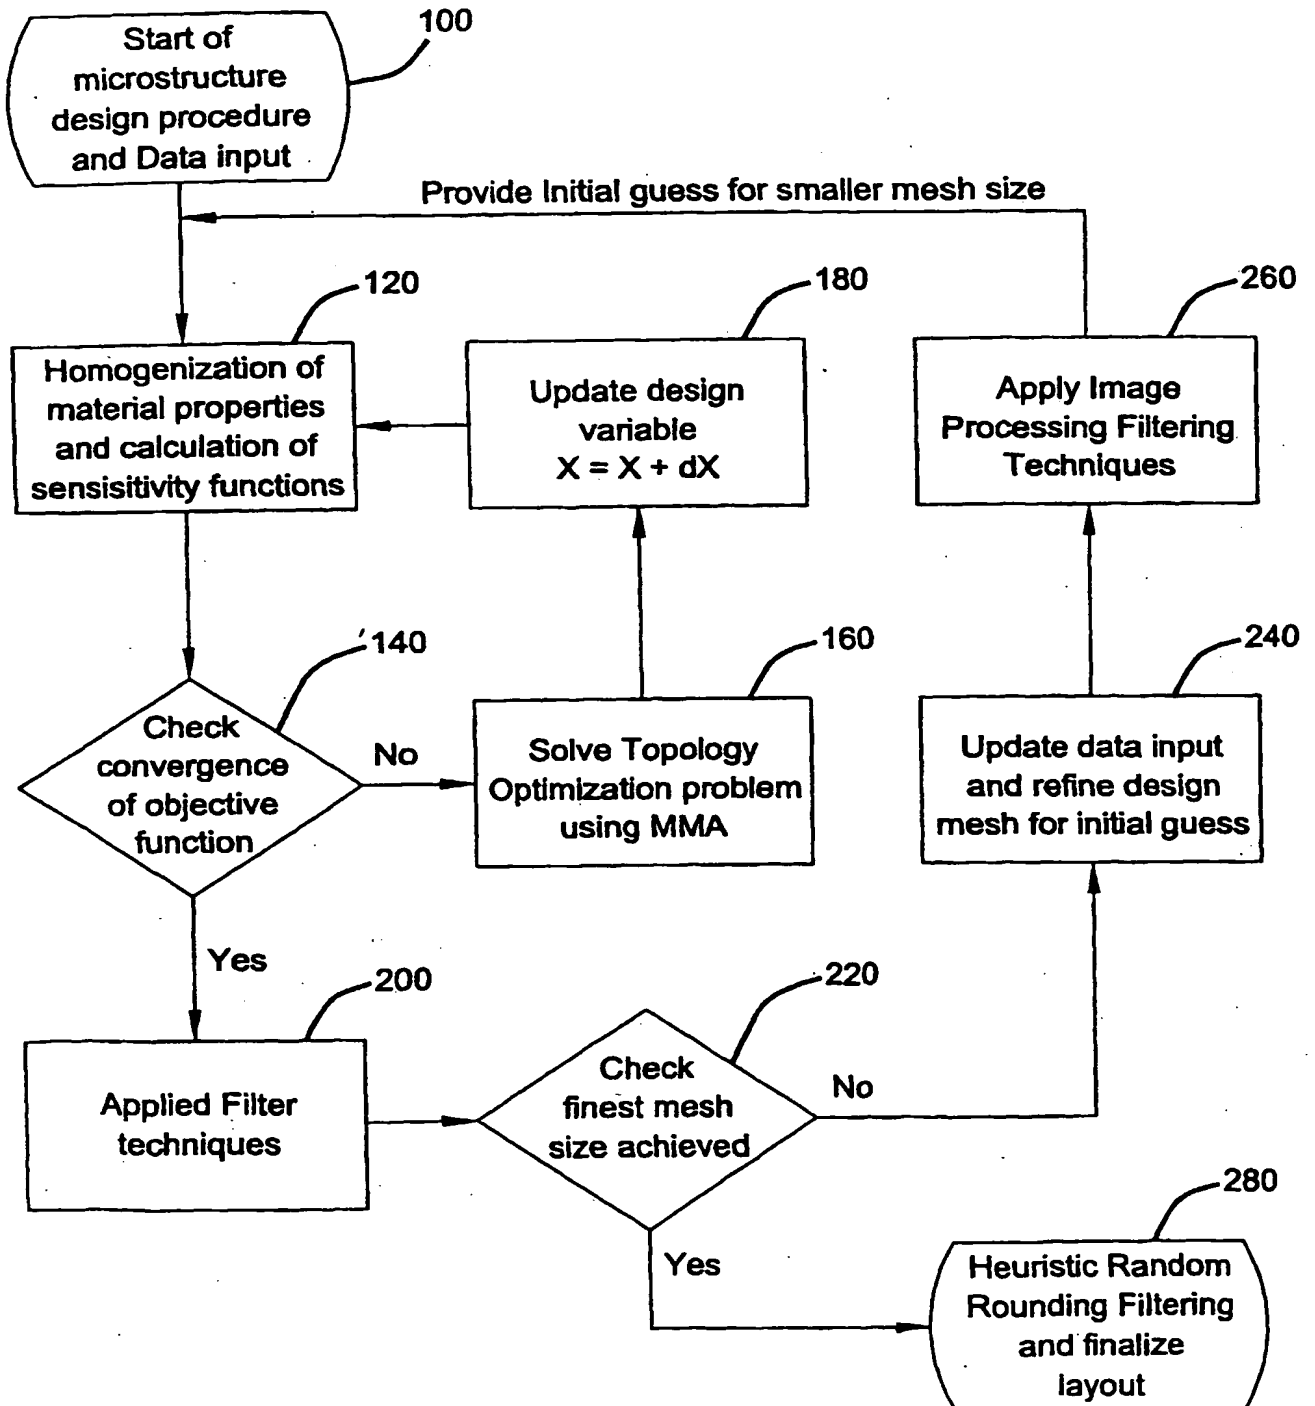 100
Start of
microstructure
design procedure
and Data input
Provide Initial guess for smaller mesh size
120
Homogenization of
material properties
and calculation of
sensisitivity functions
180
Update design
variable
X = X + dX
260
Apply Image
Processing Filtering
Techniques
140
Check
convergence
of objective
function
No
160
Solve Topology
Optimization problem
using MMA
240
Update data input
and refine design
mesh for initial guess
Yes
200
Applied Filter
techniques
220
Check
finest mesh
size achieved
No
Yes
280
Heuristic Random
Rounding Filtering
and finalize
layout